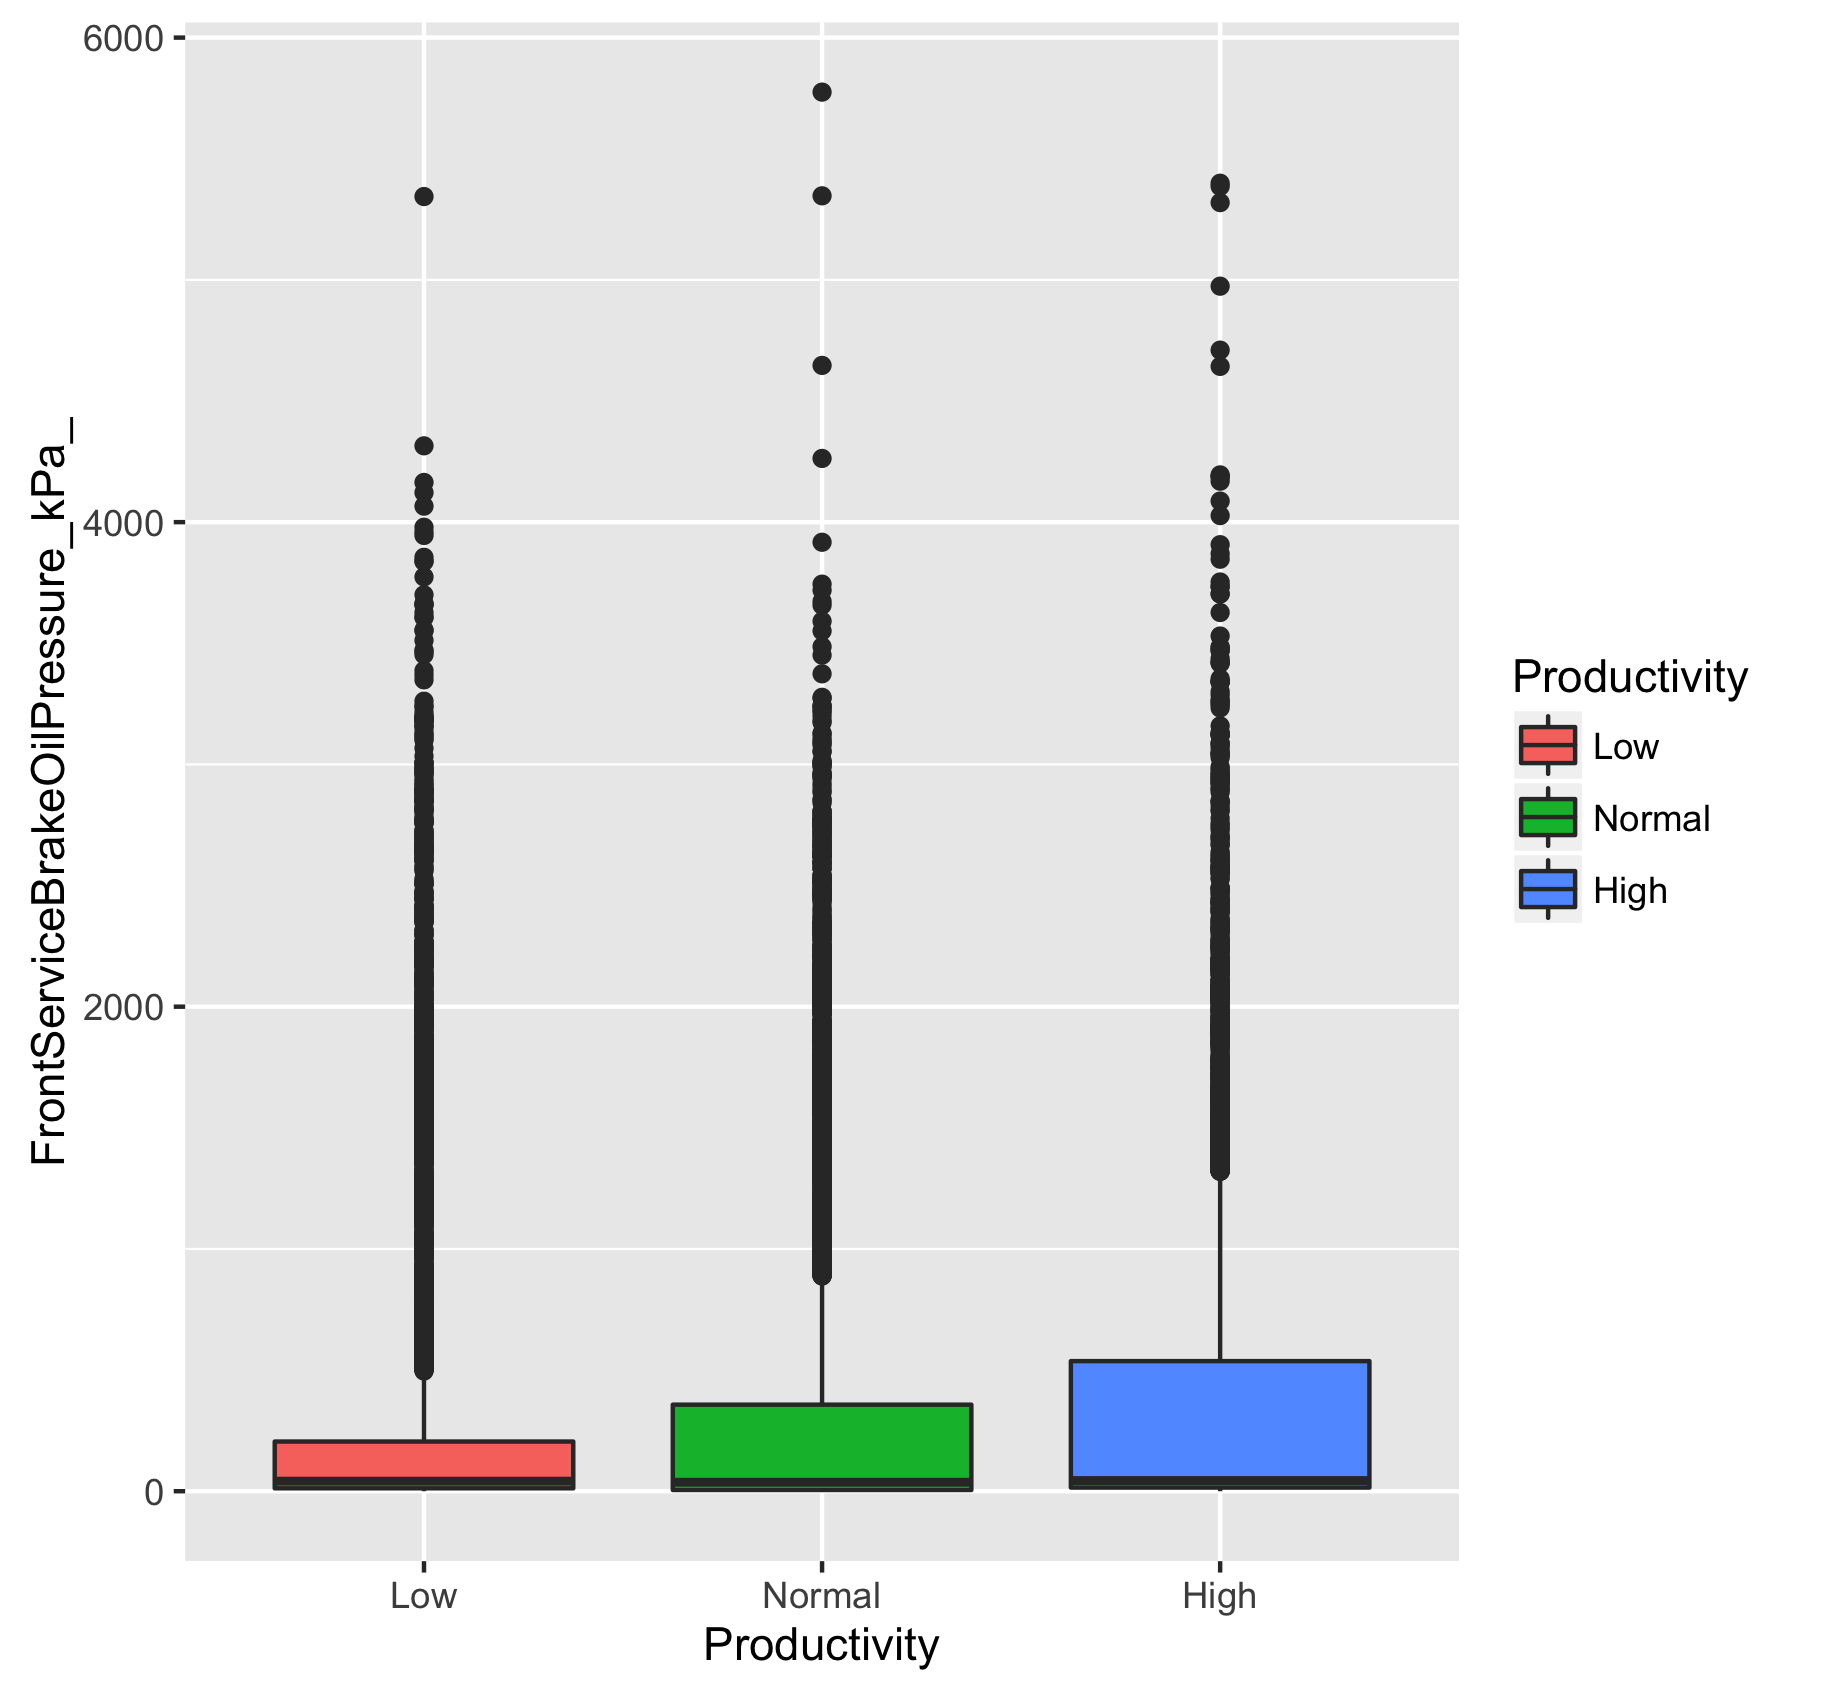 FrontServiceBrakeOilPressure_kPa_
6000
4000
2000
0
Low
Normal
High
Productivity
Productivity
Low
Normal
High